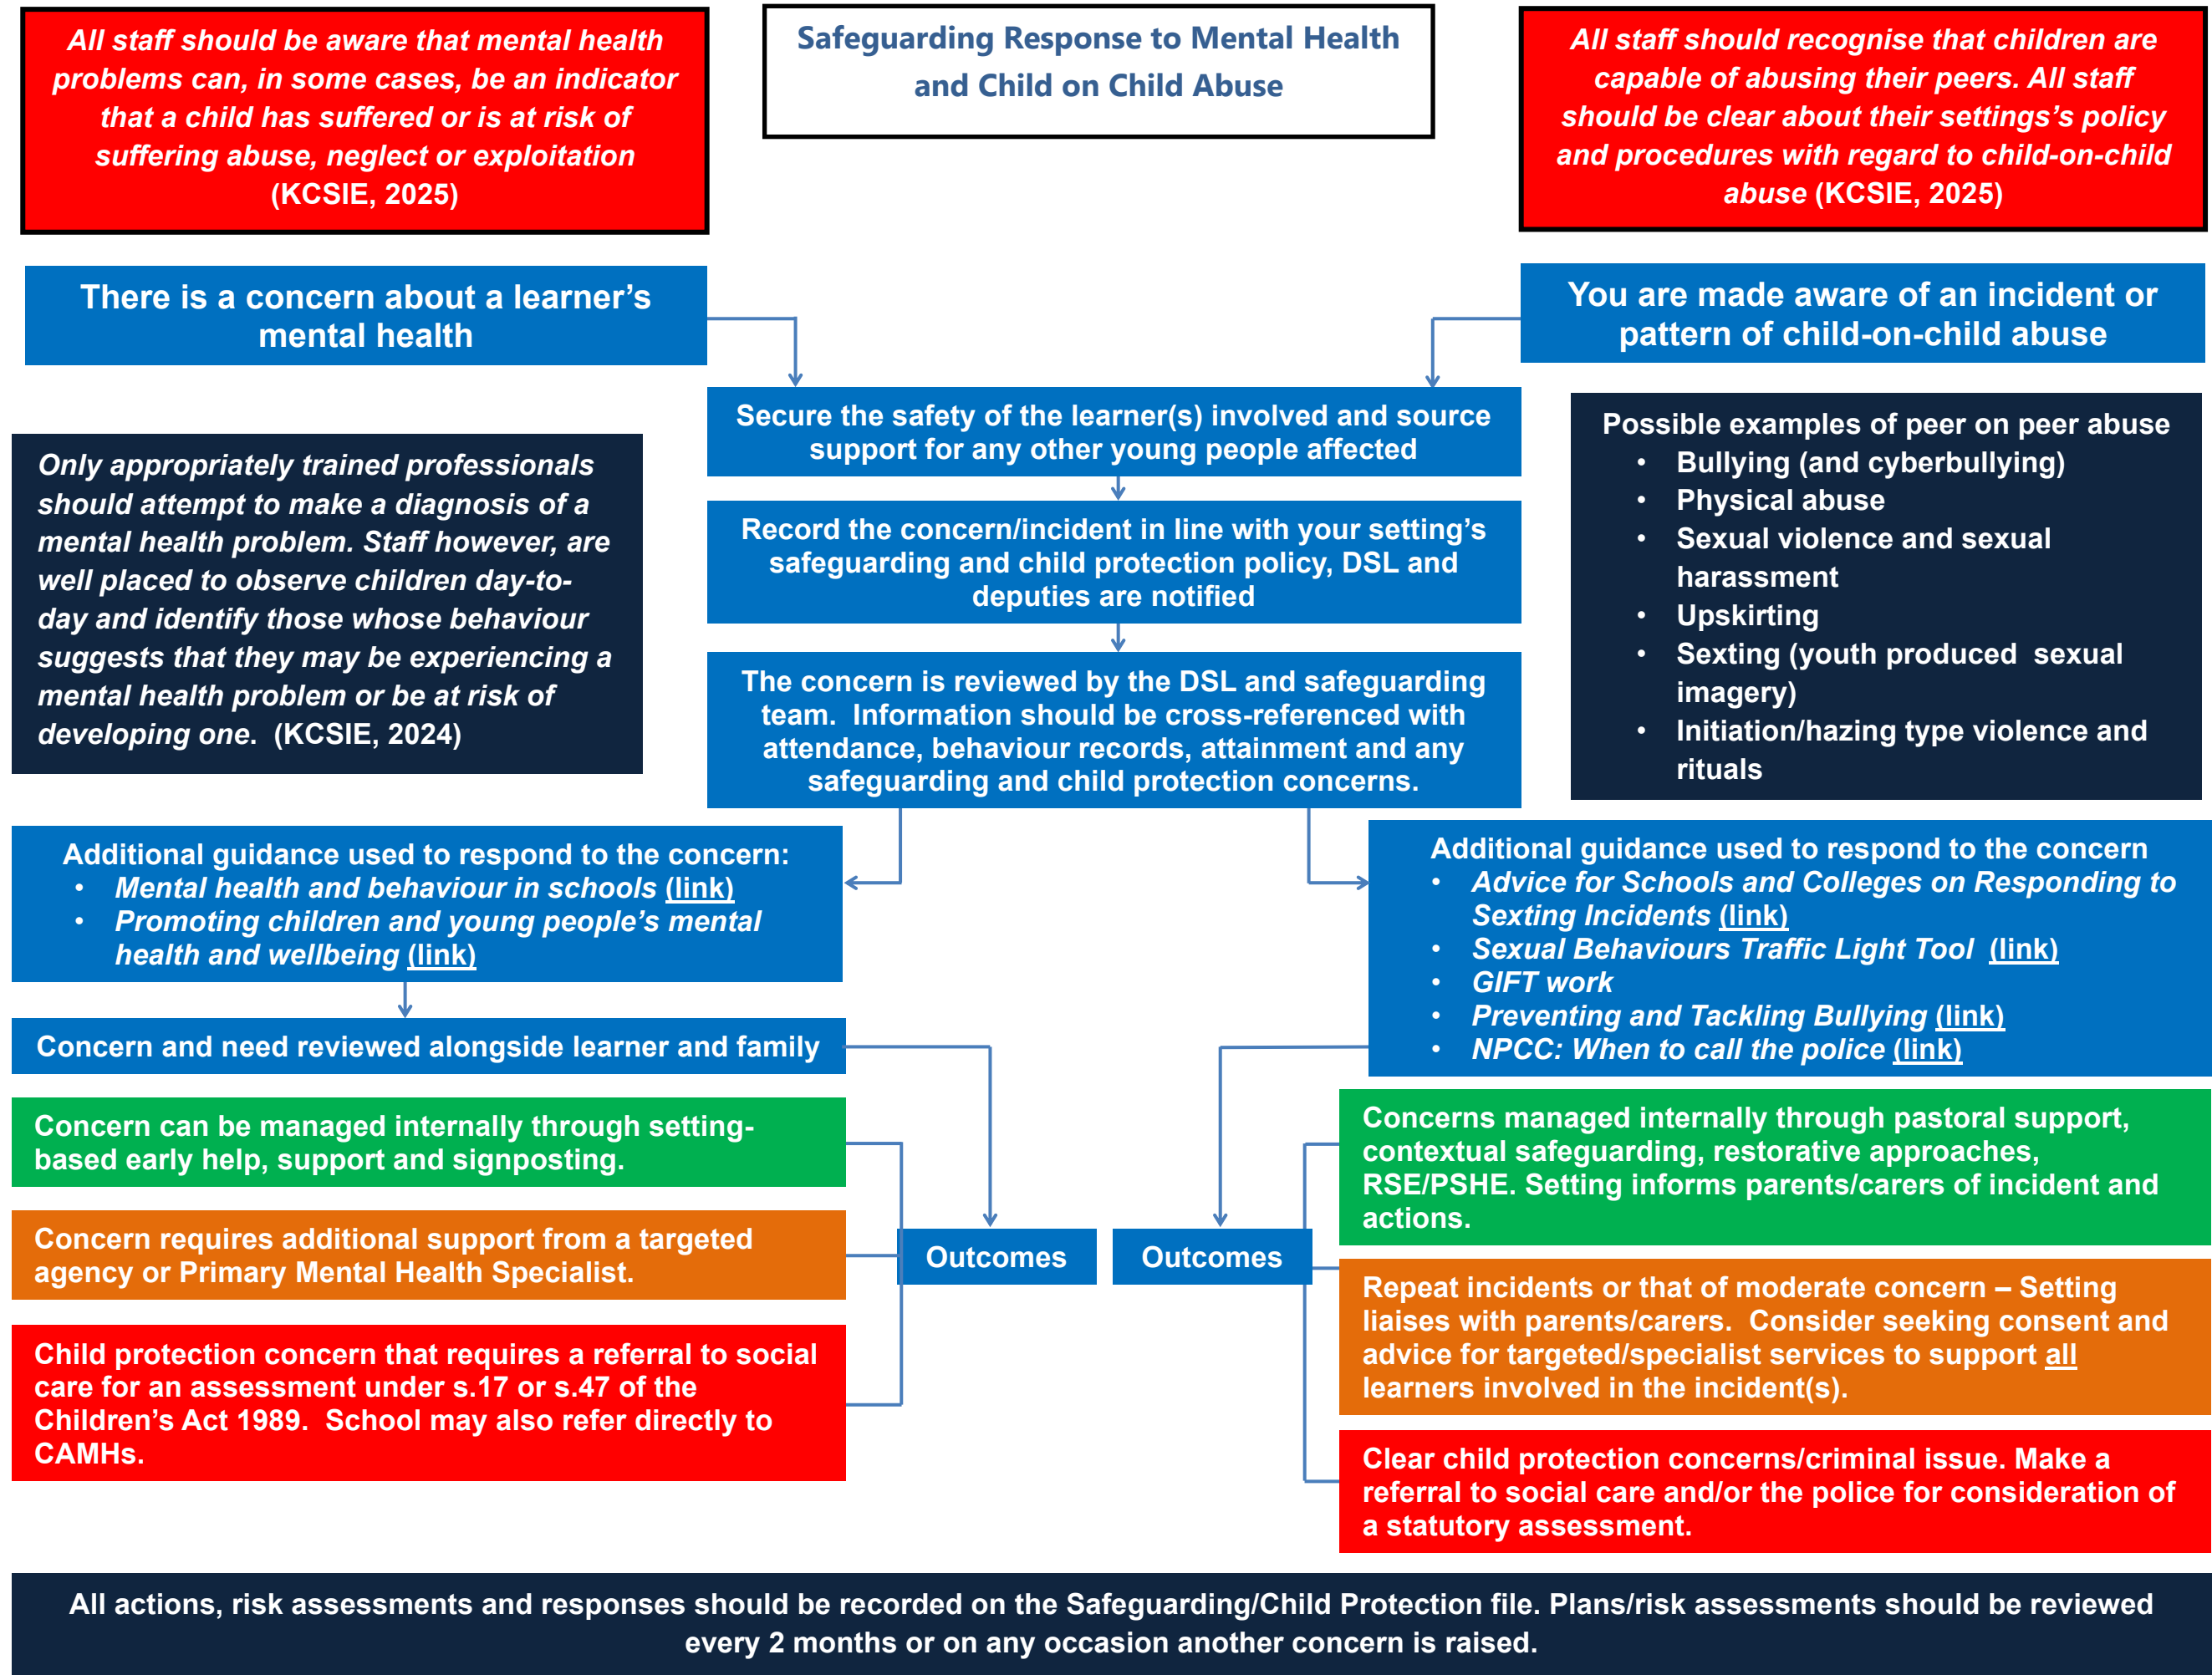 All staff should be aware that mental health
problems can, in some cases, be an indicator
that a child has suffered or is at risk of
suffering abuse, neglect or exploitation
(KCSIE, 2025)
Safeguarding Response to Mental Health
and Child on Child Abuse
All staff should recognise that children are
capable of abusing their peers. All staff
should be clear about their settings's policy
and procedures with regard to child-on-child
abuse (KCSIE, 2025)
There is a concern about a learner's
mental health
You are made aware of an incident or
pattern of child-on-child abuse
Secure the safety of the learner(s) involved and source
support for any other young people affected
Only appropriately trained professionals
should attempt to make a diagnosis of a
mental health problem. Staff however, are
well placed to observe children day-to-
day and identify those whose behaviour
suggests that they may be experiencing a
mental health problem or be at risk of
developing one. (KCSIE, 2024)
Record the concern/incident in line with your setting's
safeguarding and child protection policy, DSL and
deputies are notified
The concern is reviewed by the DSL and safeguarding
team. Information should be cross-referenced with
attendance, behaviour records, attainment and any
safeguarding and child protection concerns.
Possible examples of peer on peer abuse
• Bullying (and cyberbullying)
• Physical abuse
• Sexual violence and sexual
harassment
• Upskirting
• Sexting (youth produced sexual
imagery)
• Initiation/hazing type violence and
rituals
Additional guidance used to respond to the concern:
• Mental health and behaviour in schools (link)
• Promoting children and young people's mental
health and wellbeing (link)
Additional guidance used to respond to the concern
• Advice for Schools and Colleges on Responding to
Sexting Incidents (link)
• Sexual Behaviours Traffic Light Tool (link)
• GIFT work
• Preventing and Tackling Bullying (link)
• NPCC: When to call the police (link)
Concern and need reviewed alongside learner and family
Concern can be managed internally through setting-
based early help, support and signposting.
Concern requires additional support from a targeted
agency or Primary Mental Health Specialist.
Child protection concern that requires a referral to social
care for an assessment under s.17 or s.47 of the
Children's Act 1989. School may also refer directly to
CAMHs.
Outcomes
Outcomes
Concerns managed internally through pastoral support,
contextual safeguarding, restorative approaches,
RSE/PSHE. Setting informs parents/carers of incident and
actions.
Repeat incidents or that of moderate concern – Setting
liaises with parents/carers. Consider seeking consent and
advice for targeted/specialist services to support all
learners involved in the incident(s).
Clear child protection concerns/criminal issue. Make a
referral to social care and/or the police for consideration of
a statutory assessment.
All actions, risk assessments and responses should be recorded on the Safeguarding/Child Protection file. Plans/risk assessments should be reviewed
every 2 months or on any occasion another concern is raised.